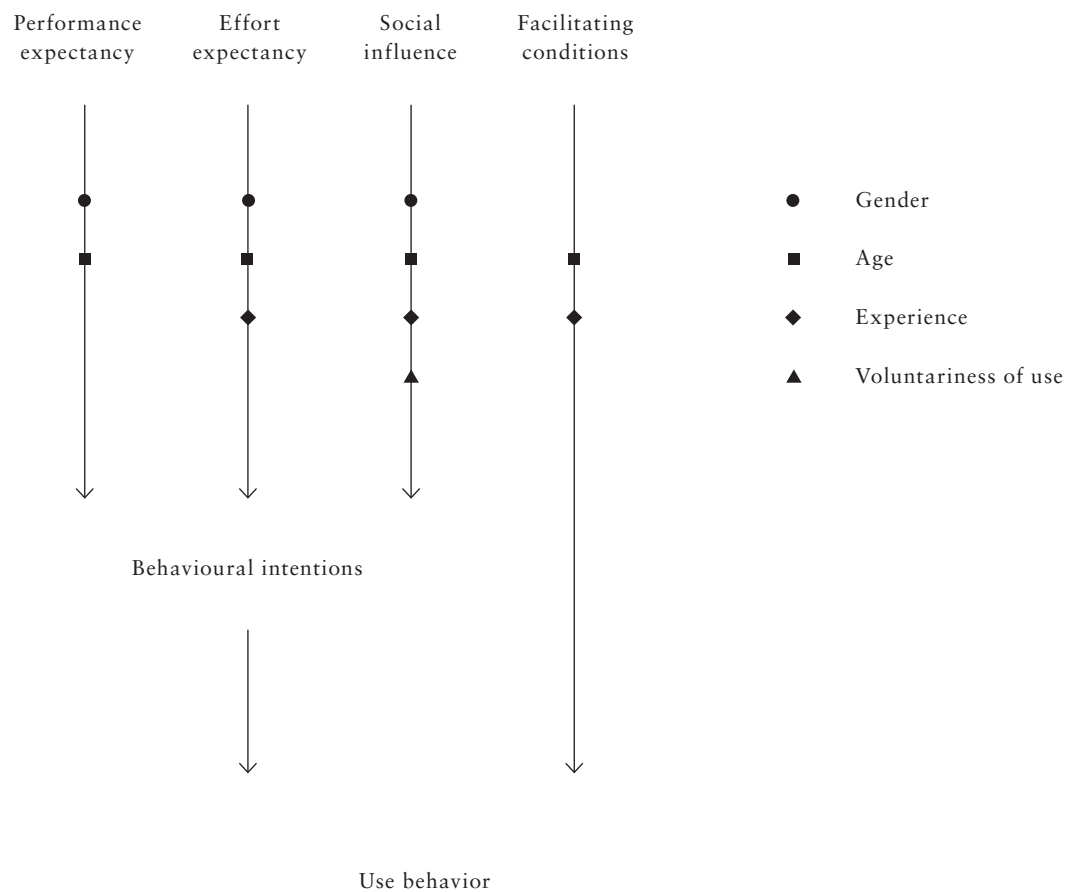 Performance
expectancy
Effort
expectancy
Social
influence
Facilitating
conditions
Gender
Age
Experience
Voluntariness of use
Behavioural intentions
Use behavior